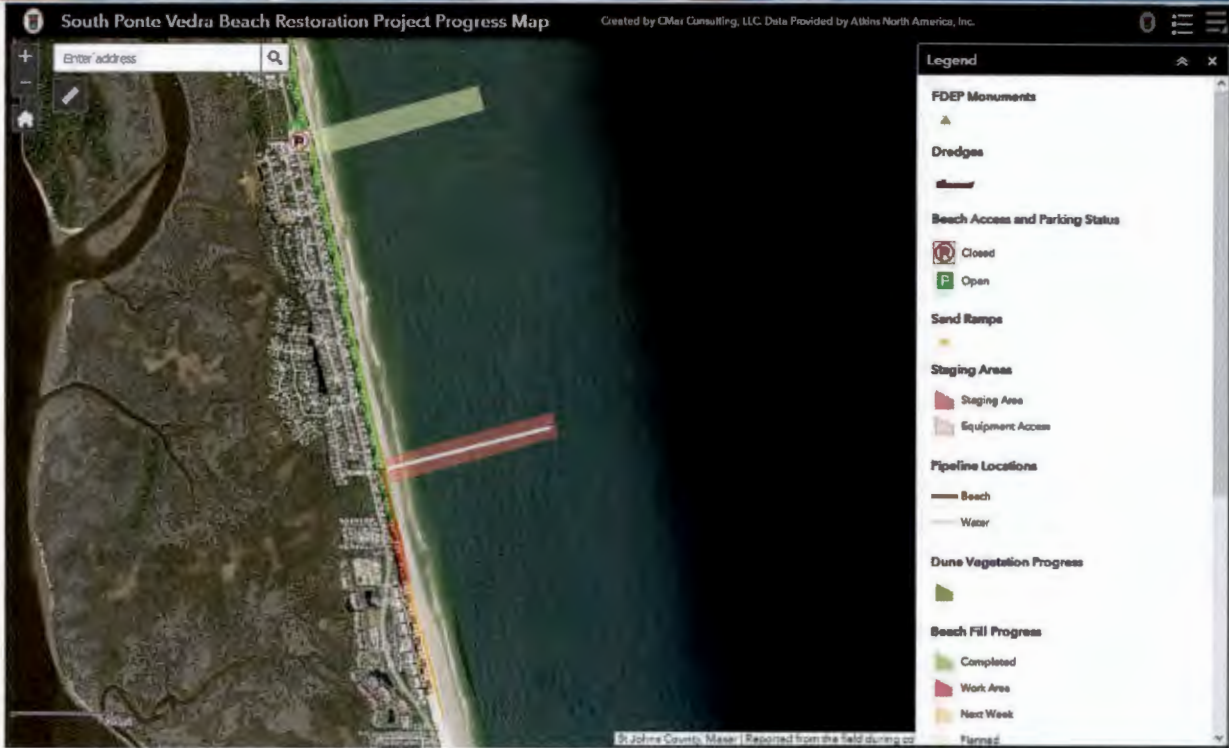 South Ponte Vedra Beach Restoration Project Progress Map
Created by CMar Consulting, LLC. Data Provided by Atkins North America, Inc.
Enter address
Legend
FDEP Monuments
Dredges
Beach Access and Parking Status
Closed
P Open
Sand Ramps
Staging Areas
Staging Area
Equipment Access
Pipeline Locations
Beach
Water
Dune Vegetation Progress
Beach Fill Progress
Completed
Work Area
Next Week
Planned
St Johns County, Maxar | Reported from the field during co